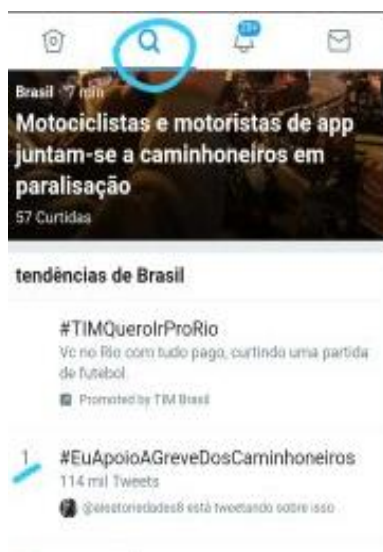 20+
Brasil 7 min
Motociclistas e motoristas de app
juntam-se a caminhoneiros em
paralisação
57 Curtidas
tendências de Brasil
#TIMQueroIrProRio
Vc no Rio com tudo pago, curtindo uma partida
de futebol.
Promoted by TIM Brasil
1
#EuApoioAGreveDosCaminhoneiros
114 mil Tweets
está tweetando sobre isso